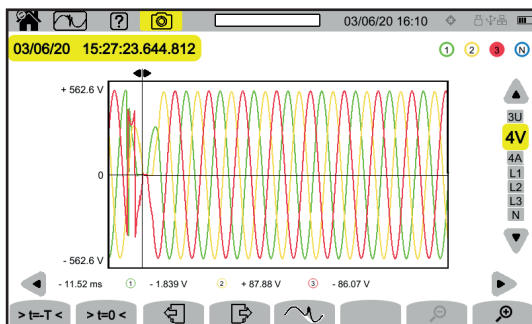 ?
03/06/20 16:10
03/06/20 15:27:23.644.812
1 2 3 N
+ 562.6 V
0
- 562.6 V
3U
4V
4A
L1
L2
L3
N
- 11.52 ms 1 - 1.839 V 2 + 87.88 V 3 - 86.07 V
> t=-T < > t=0 <